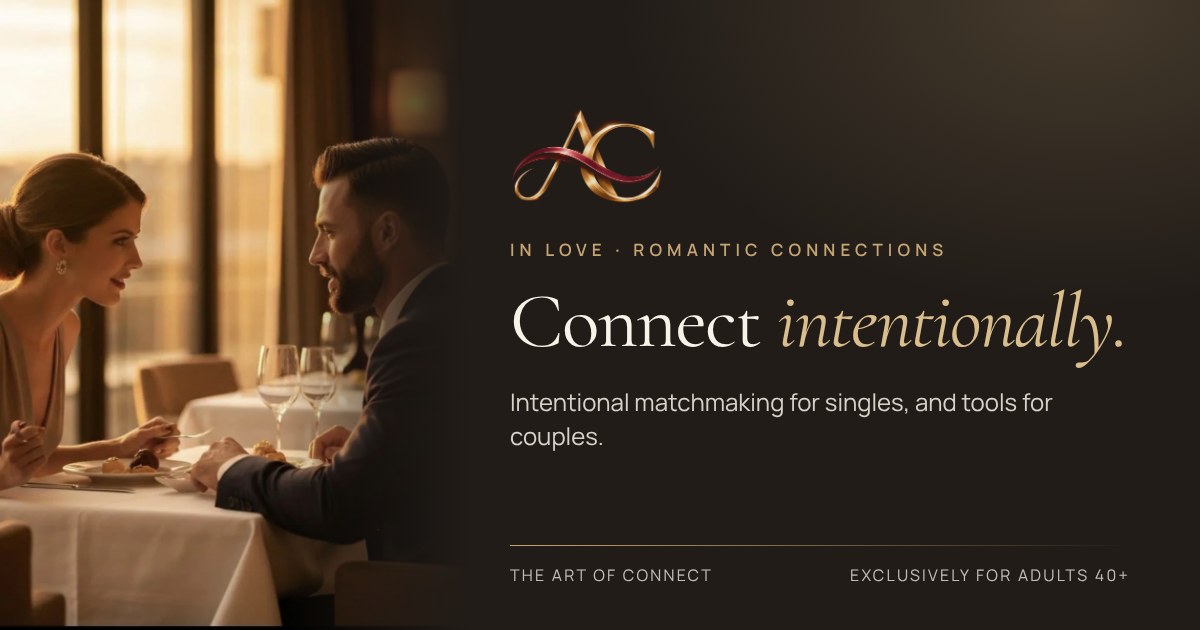 AC
IN LOVE · ROMANTIC CONNECTIONS
Connect intentionally.
Intentional matchmaking for singles, and tools for
couples.
THE ART OF CONNECT
EXCLUSIVELY FOR ADULTS 40+